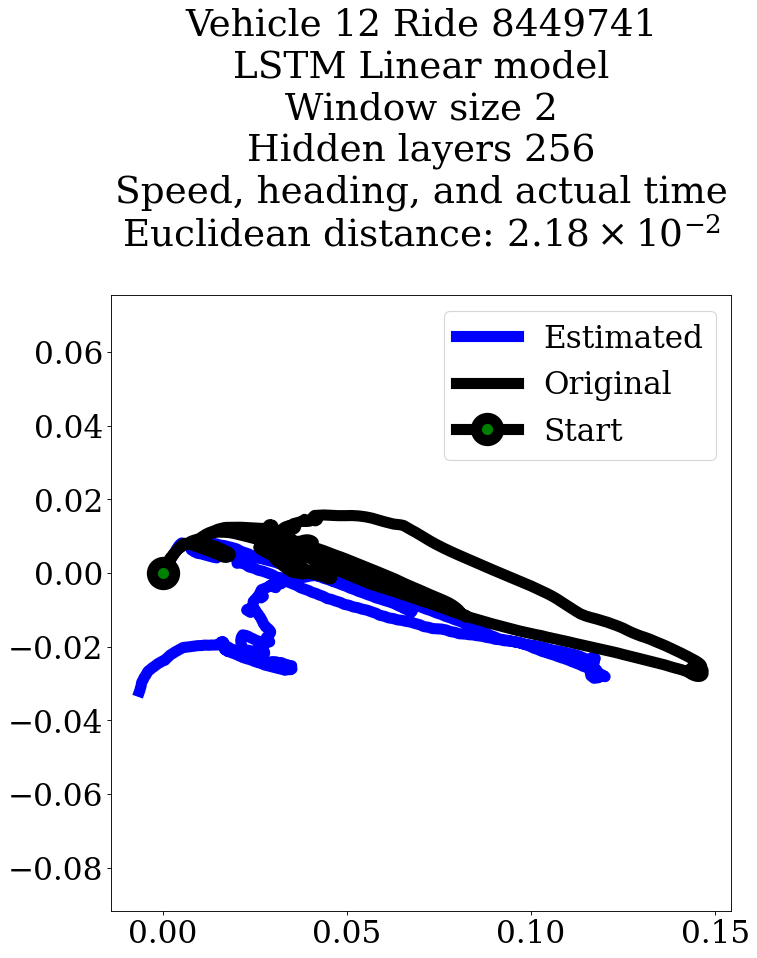 Vehicle 12 Ride 8449741
LSTM Linear model
Window size 2
Hidden layers 256
Speed, heading, and actual time
Euclidean distance: 2.18 × 10⁻²
Estimated
Original
Start
0.06
0.04
0.02
0.00
−0.02
−0.04
−0.06
−0.08
0.00 0.05 0.10 0.15